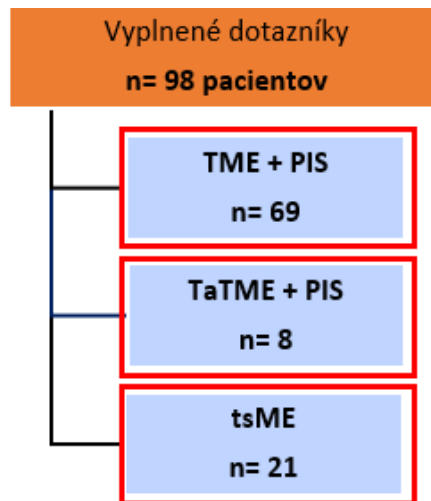 Vyplnené dotazníky
n= 98 pacientov
TME + PIS
n= 69
TaTME + PIS
n= 8
tsME
n= 21